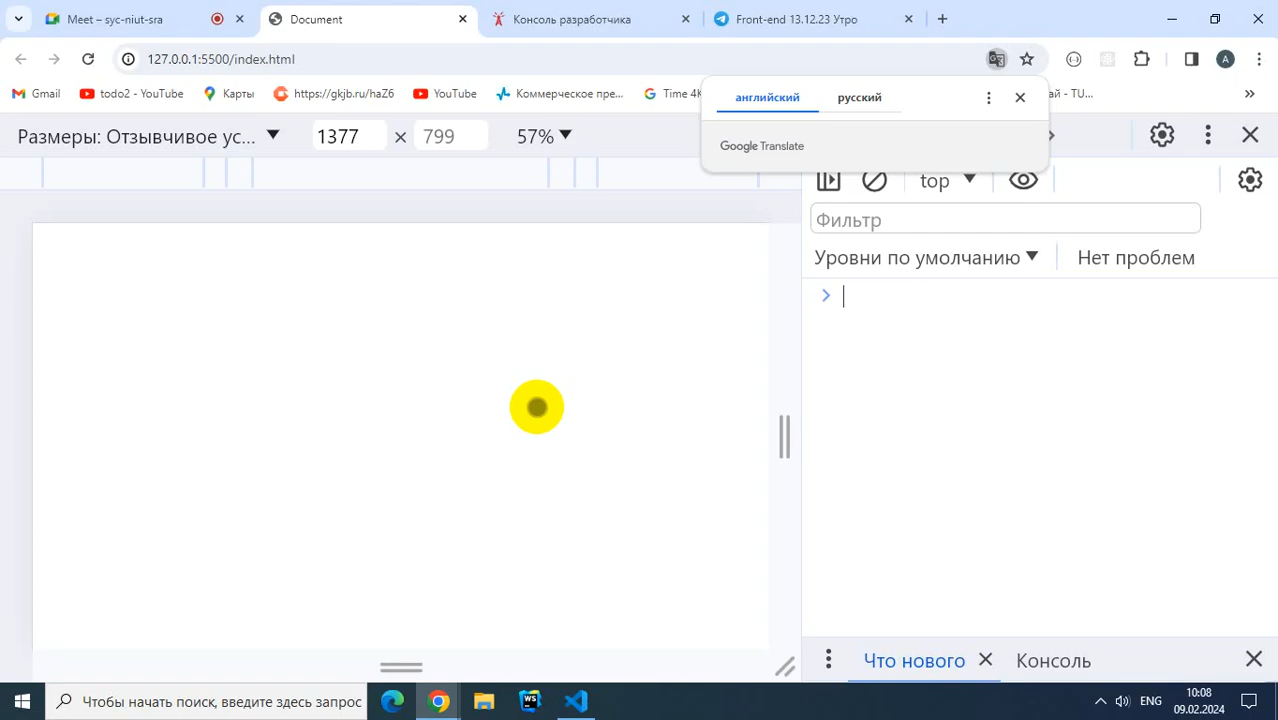 Meet – syc-niut-sra
Document
Консоль разработчика
Front-end 13.12.23 Утро
127.0.0.1:5500/index.html
Gmail
todo2 - YouTube
Карты
https://gkjb.ru/haZ6
YouTube
Коммерческое пре...
Time 4K
ай - TU...
английский
русский
Google Translate
Размеры: Отзывчивое ус...
1377 × 799
57%
top
Фильтр
Уровни по умолчанию
Нет проблем
Что нового
Консоль
Чтобы начать поиск, введите здесь запрос
ENG
10:08
09.02.2024